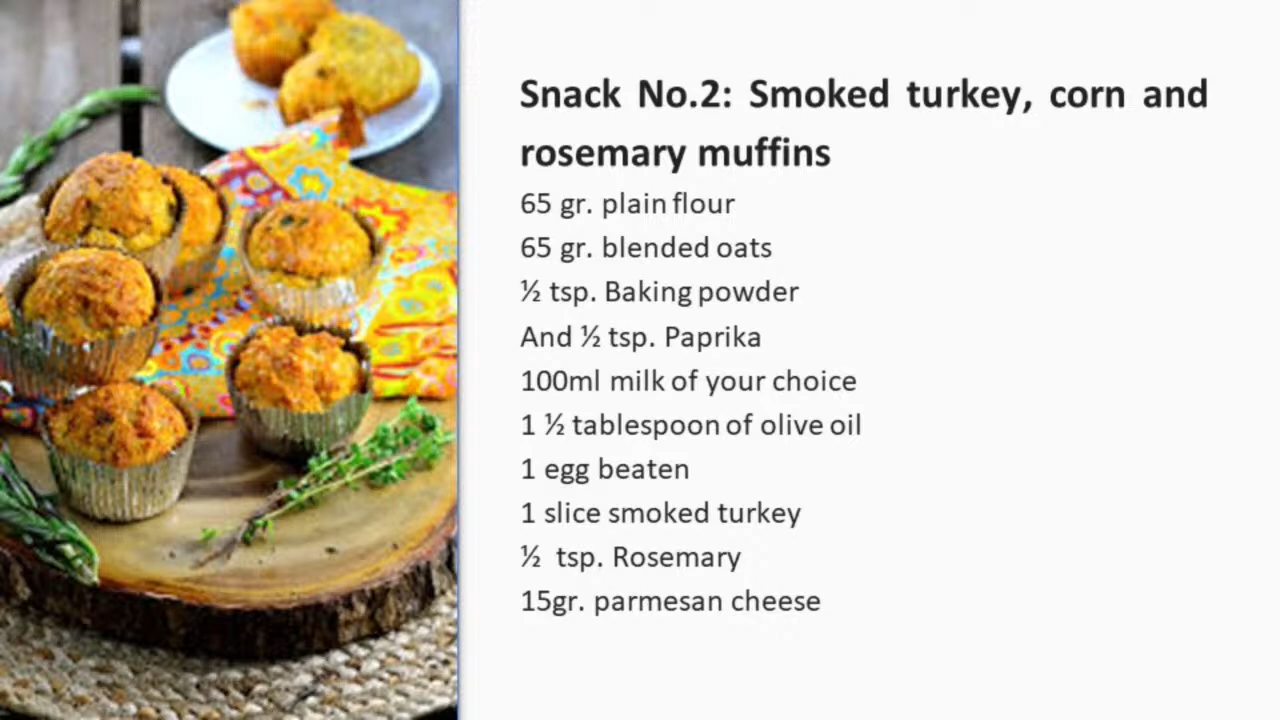 Snack No.2: Smoked turkey, corn and
rosemary muffins
65 gr. plain flour
65 gr. blended oats
½ tsp. Baking powder
And ½ tsp. Paprika
100ml milk of your choice
1 ½ tablespoon of olive oil
1 egg beaten
1 slice smoked turkey
½ tsp. Rosemary
15gr. parmesan cheese